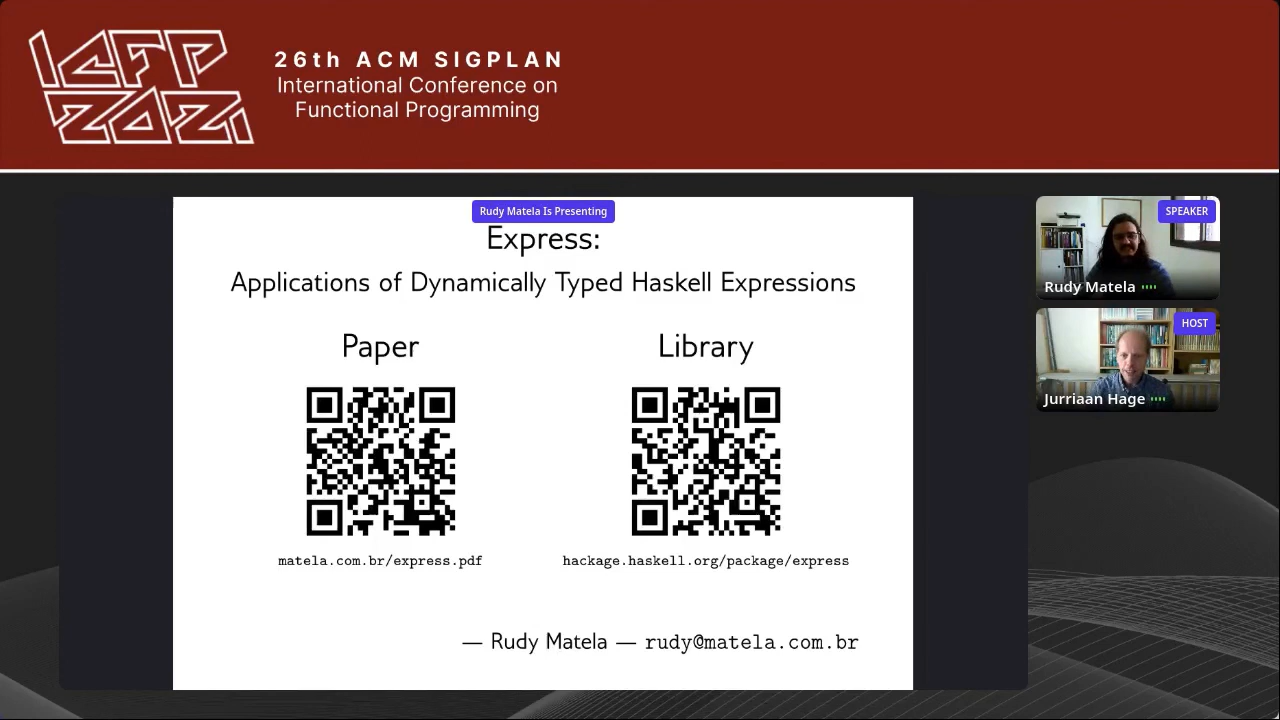 ICFP
2021
26th ACM SIGPLAN
International Conference on
Functional Programming
Rudy Matela Is Presenting
Express:
Applications of Dynamically Typed Haskell Expressions
Paper
Library
matela.com.br/express.pdf
hackage.haskell.org/package/express
— Rudy Matela — rudy@matela.com.br
SPEAKER
Rudy Matela
HOST
Jurriaan Hage